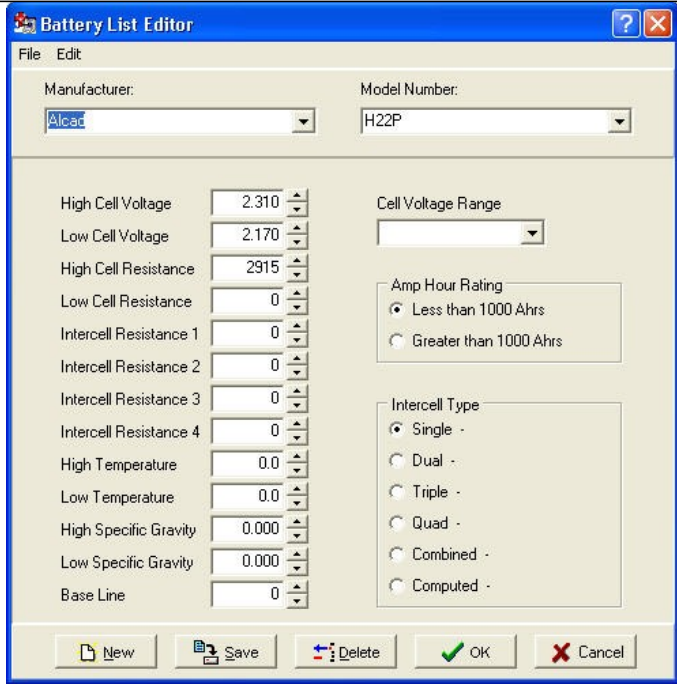 Battery List Editor
File Edit
Manufacturer: Model Number:
Alcad H22P
High Cell Voltage 2.310 Cell Voltage Range
Low Cell Voltage 2.170
High Cell Resistance 2915
Amp Hour Rating
Low Cell Resistance 0 Less than 1000 Ahrs
Intercell Resistance 1 0 Greater than 1000 Ahrs
Intercell Resistance 2 0
Intercell Resistance 3 0
Intercell Type
Intercell Resistance 4 0 Single -
High Temperature 0.0 Dual -
Low Temperature 0.0 Triple -
High Specific Gravity 0.000 Quad -
Low Specific Gravity 0.000 Combined -
Base Line 0 Computed -
New Save Delete OK Cancel